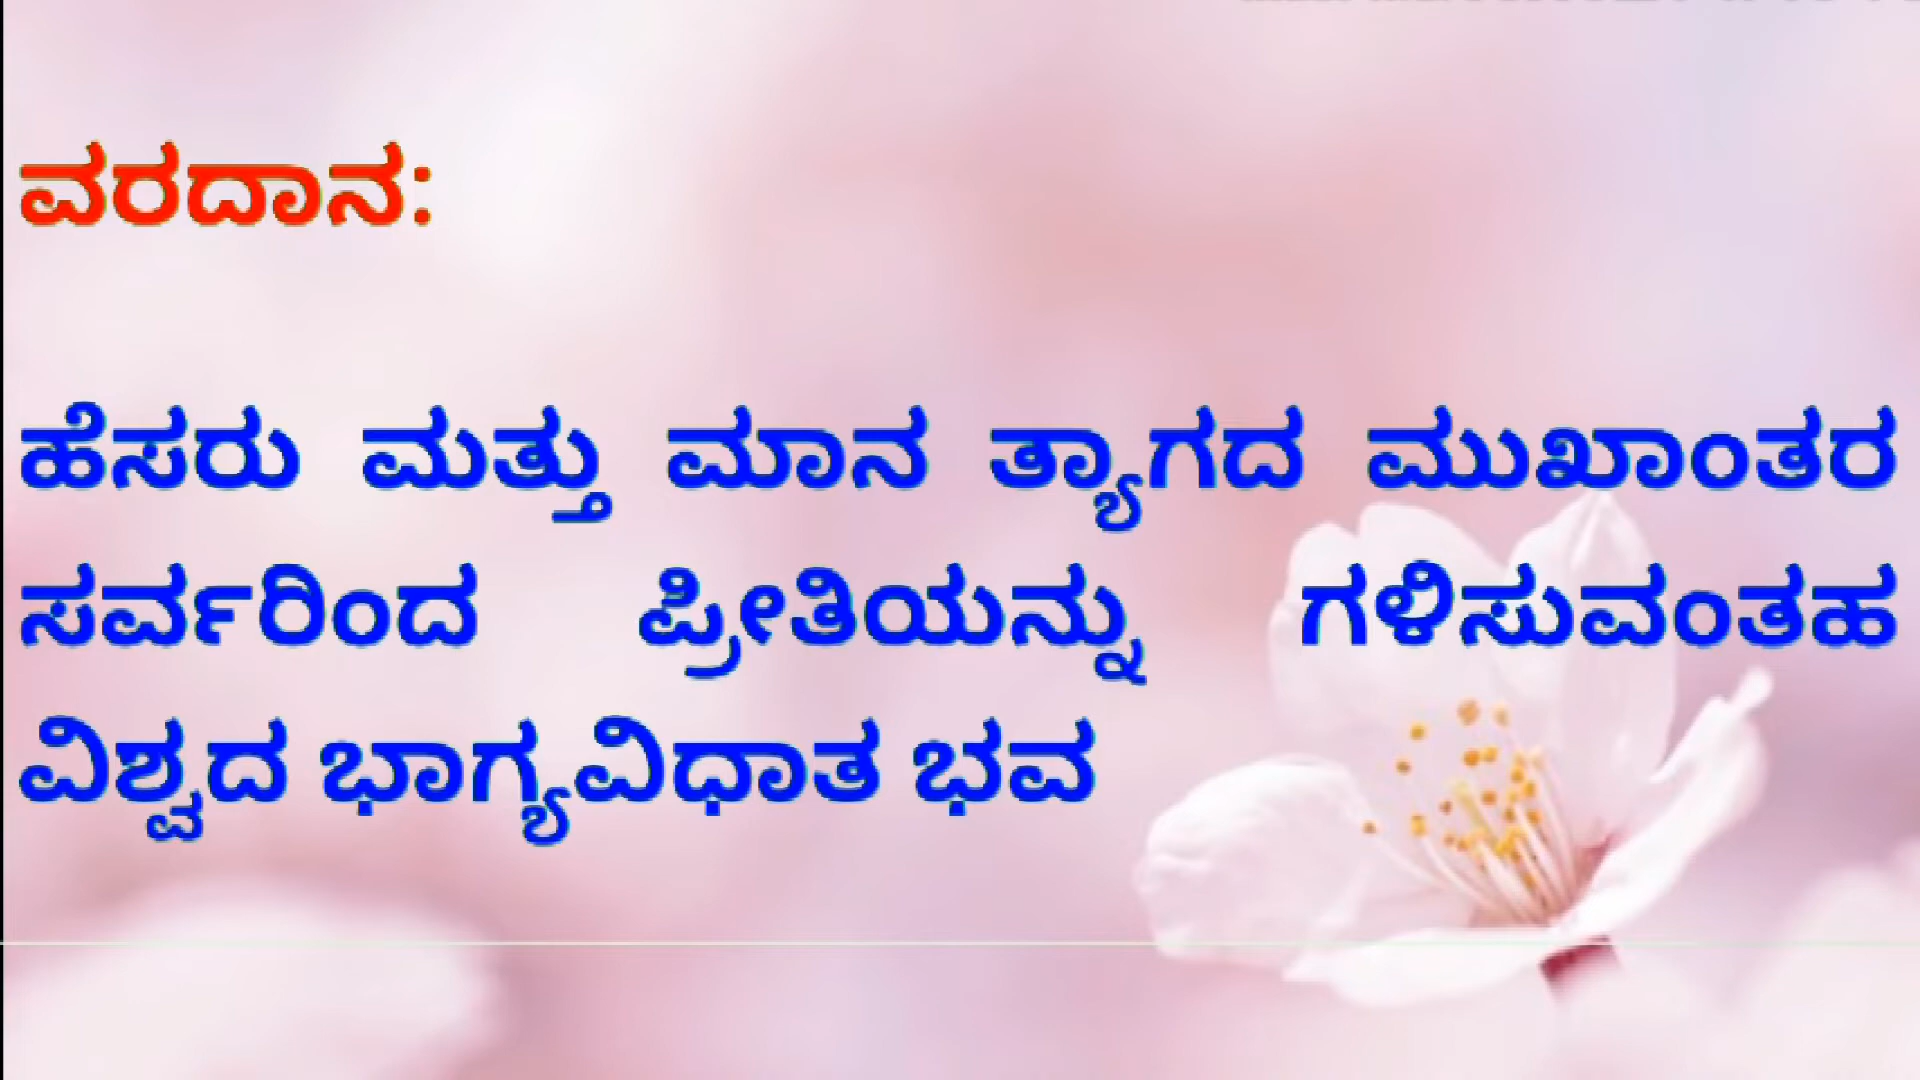 ವರದಾನ:
ಹೆಸರು ಮತ್ತು ಮಾನ ತ್ಯಾಗದ ಮುಖಾಂತರ
ಸರ್ವರಿಂದ ಪ್ರೀತಿಯನ್ನು ಗಳಿಸುವಂತಹ
ವಿಶ್ವದ ಭಾಗ್ಯವಿಧಾತ ಭವ